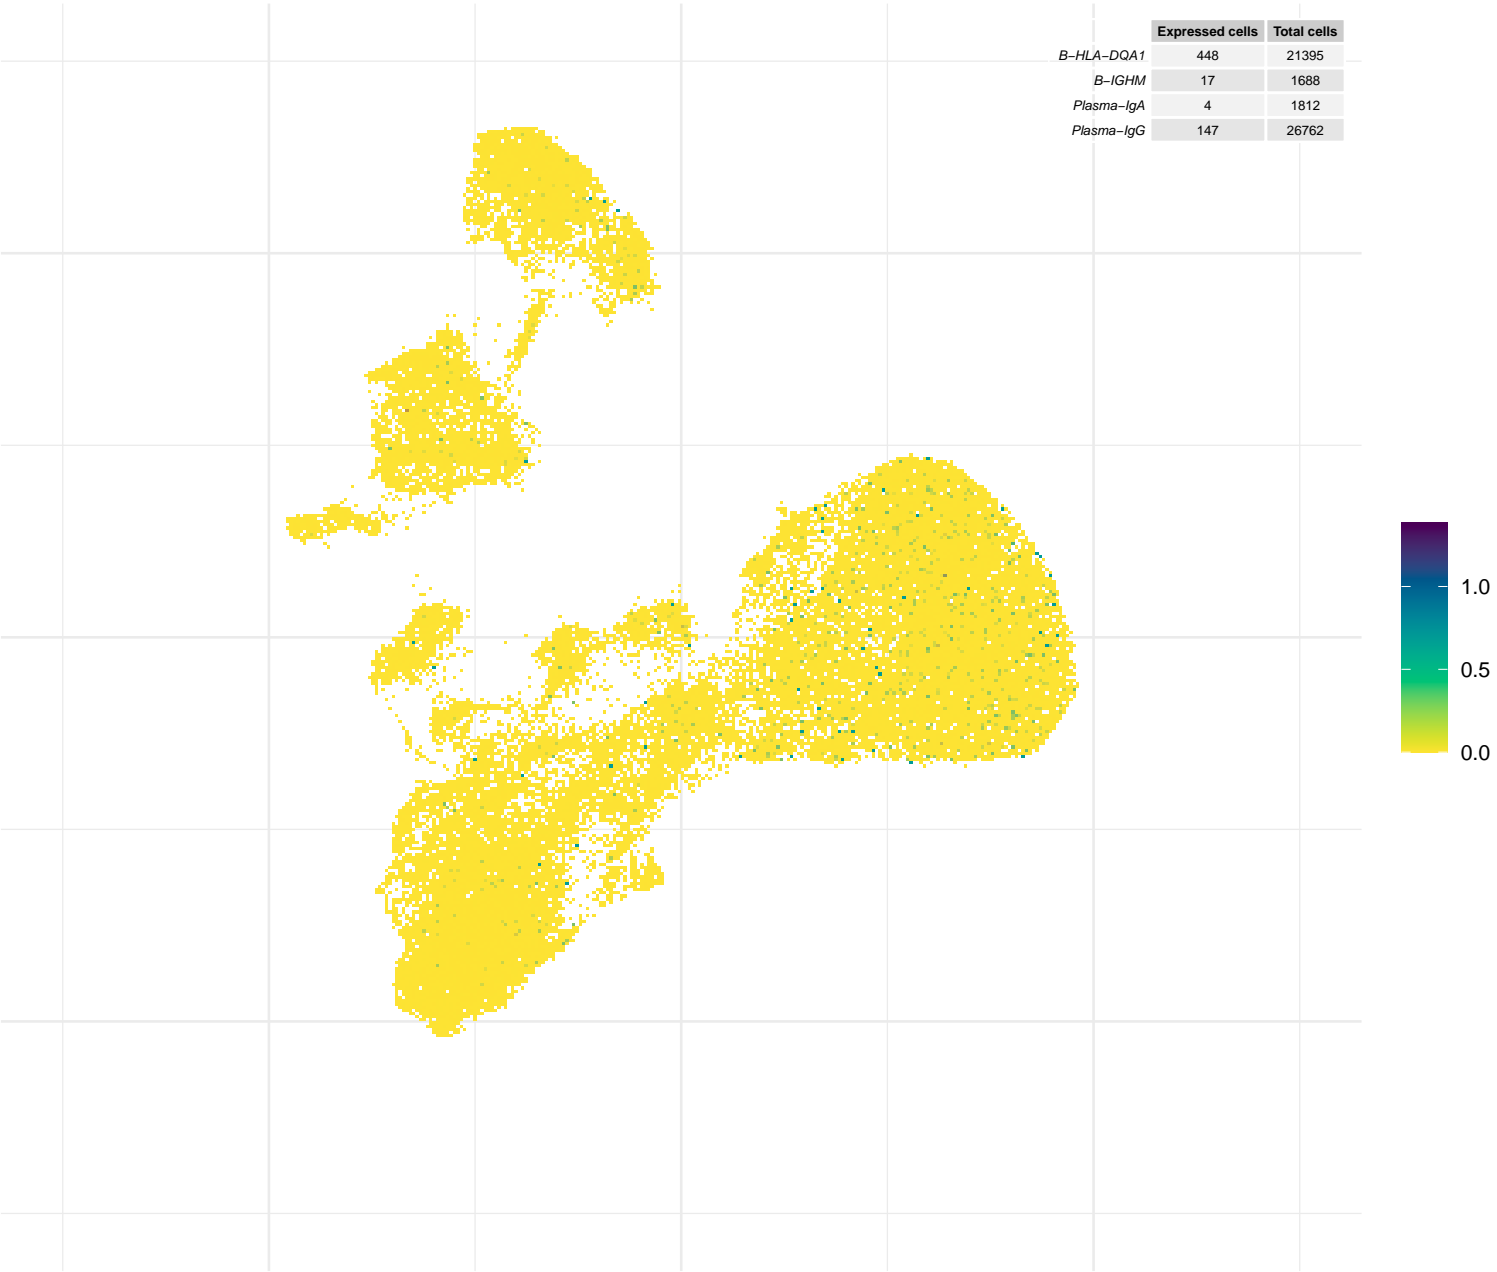 Expressed cells Total cells
B−HLA−DQA1 448 21395
B−IGHM 17 1688
Plasma−IgA 4 1812
Plasma−IgG 147 26762
1.0
0.5
0.0